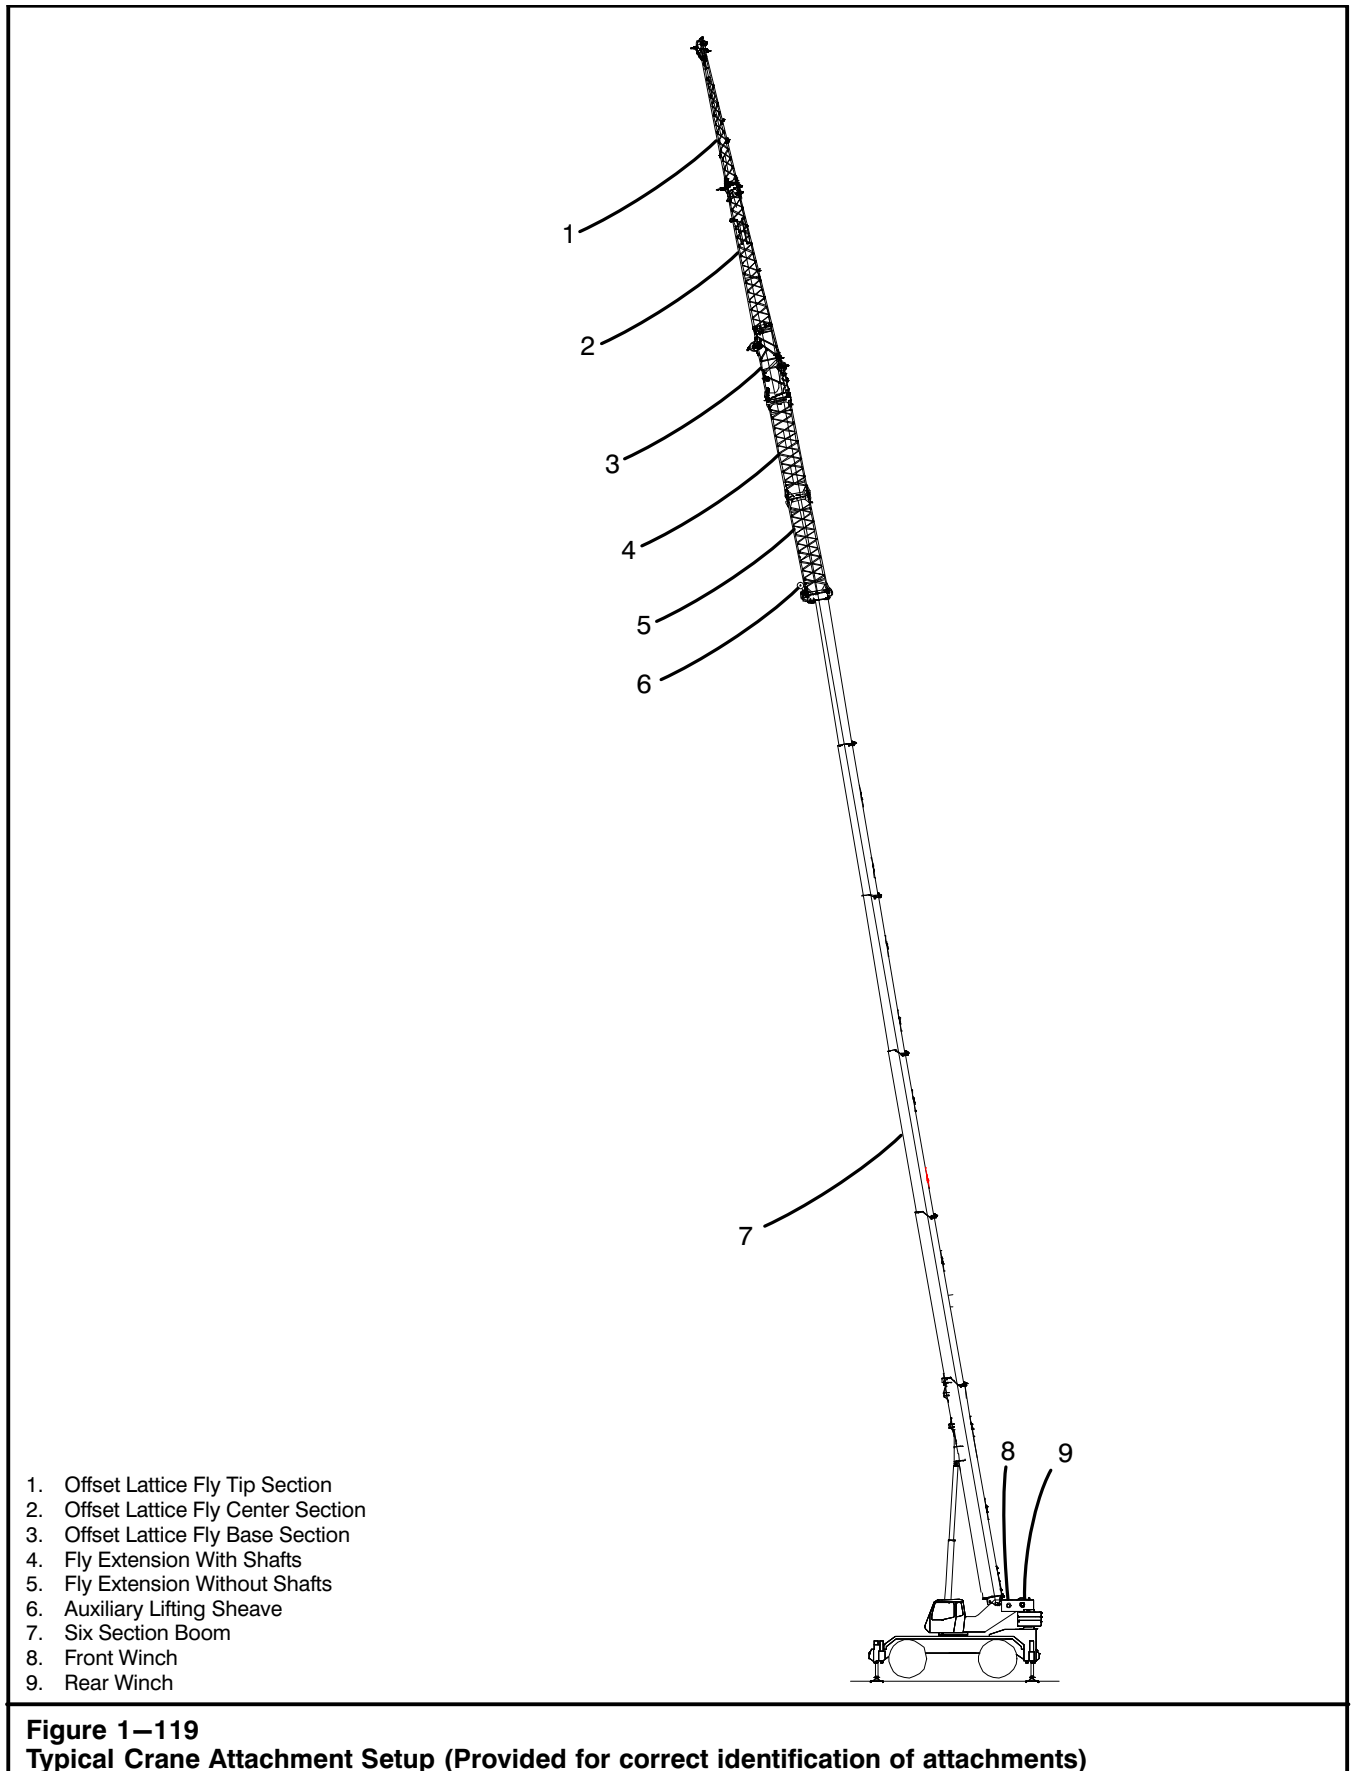 1
2
3
4
5
6
7
8
9
1. Offset Lattice Fly Tip Section
2. Offset Lattice Fly Center Section
3. Offset Lattice Fly Base Section
4. Fly Extension With Shafts
5. Fly Extension Without Shafts
6. Auxiliary Lifting Sheave
7. Six Section Boom
8. Front Winch
9. Rear Winch
Figure 1—119
Typical Crane Attachment Setup (Provided for correct identification of attachments)